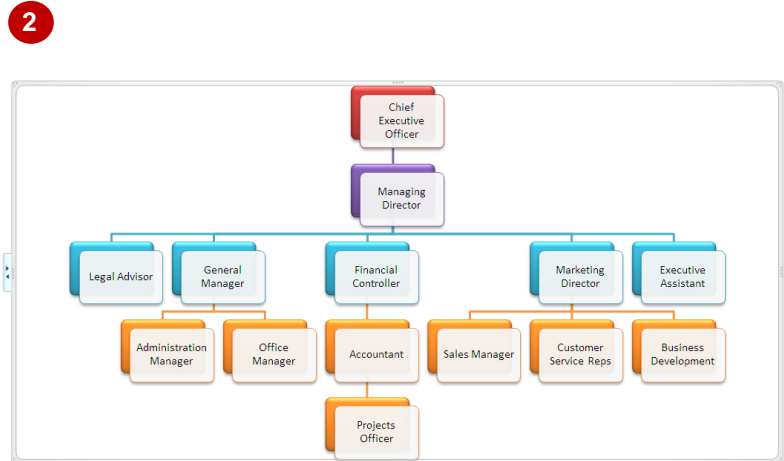 2
Chief
Executive
Officer
Managing
Director
Legal Advisor
General
Manager
Financial
Controller
Marketing
Director
Executive
Assistant
Administration
Manager
Office
Manager
Accountant
Sales Manager
Customer
Service Reps
Business
Development
Projects
Officer